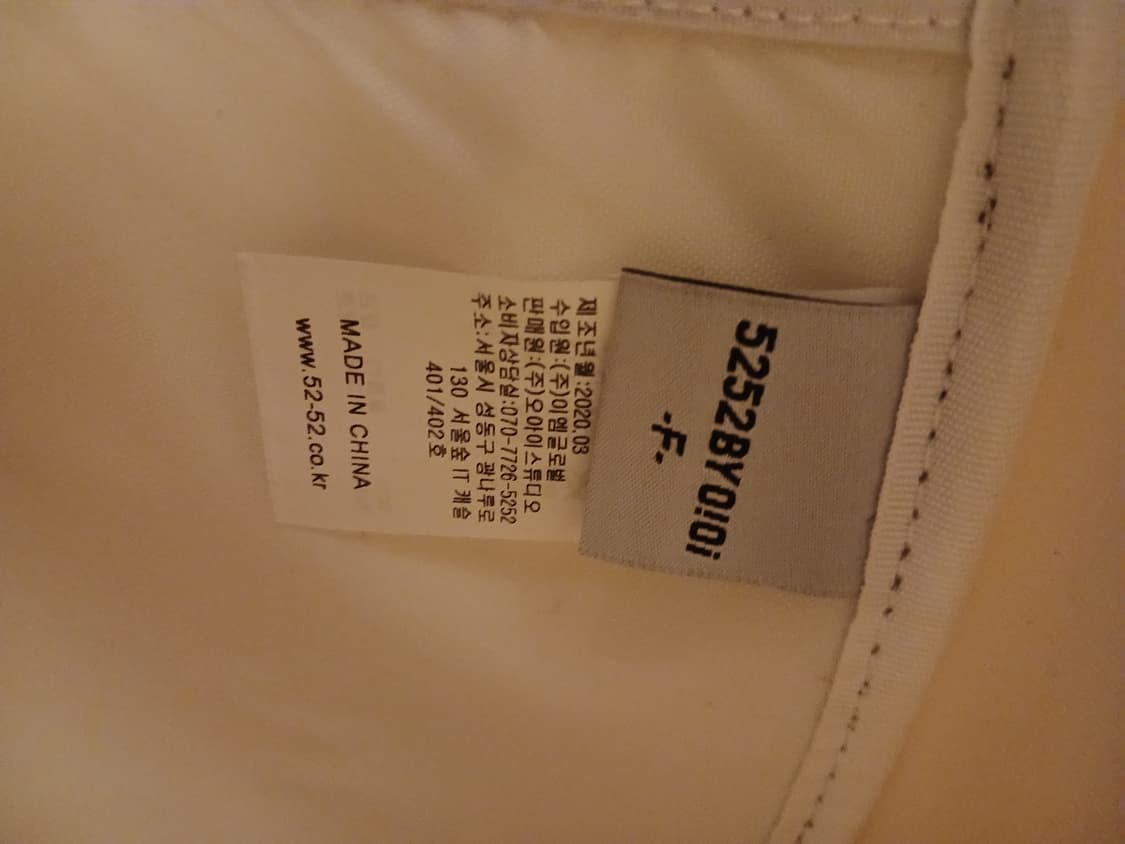 5252BYO!Oi
-F-
제조년월:2020.03
수입원:(주)이엠글로벌
판매원:(주)오아이스튜디오
소비자상담실:070-7726-5252
주소:서울시 성동구 광나루로
130 서울숲 IT 캐슬
401/402호
MADE IN CHINA
www.52-52.co.kr